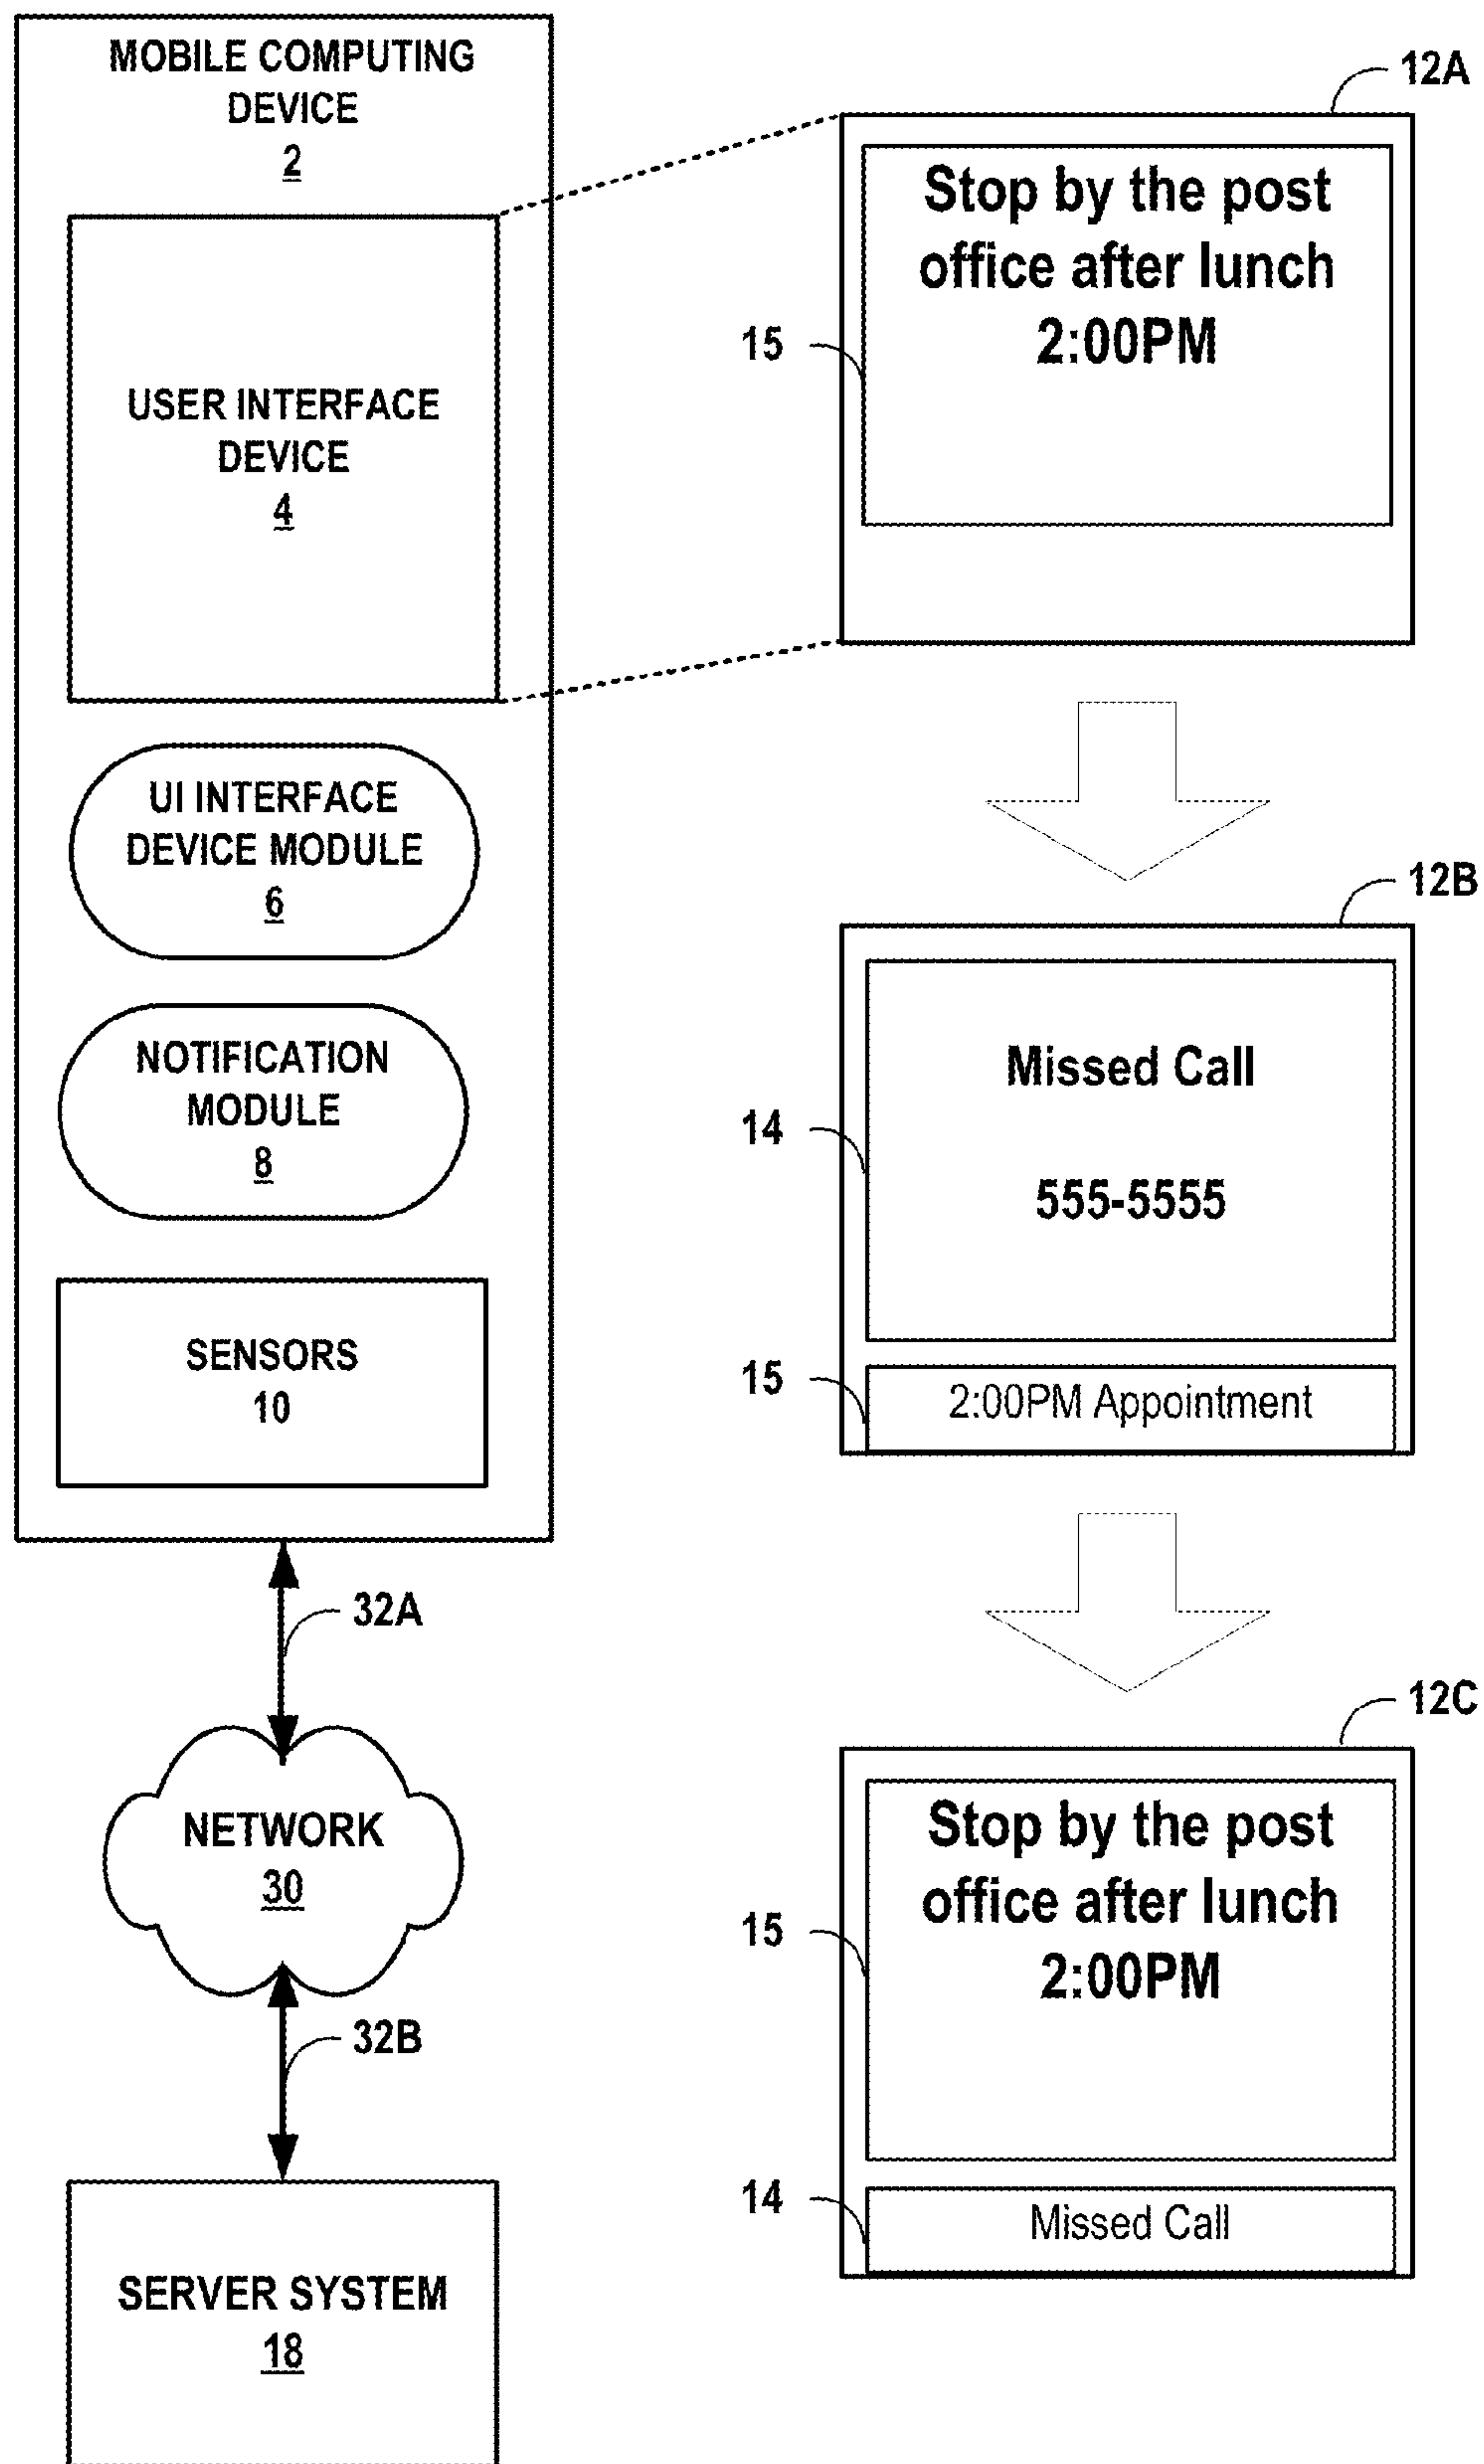 MOBILE COMPUTING
DEVICE
2
USER INTERFACE
DEVICE
4
UI INTERFACE
DEVICE MODULE
6
NOTIFICATION
MODULE
8
SENSORS
10
32A
NETWORK
30
32B
SERVER SYSTEM
18
12A
Stop by the post
office after lunch
2:00PM
15
12B
Missed Call
14
555-5555
15
2:00PM Appointment
12C
Stop by the post
office after lunch
15
2:00PM
14
Missed Call